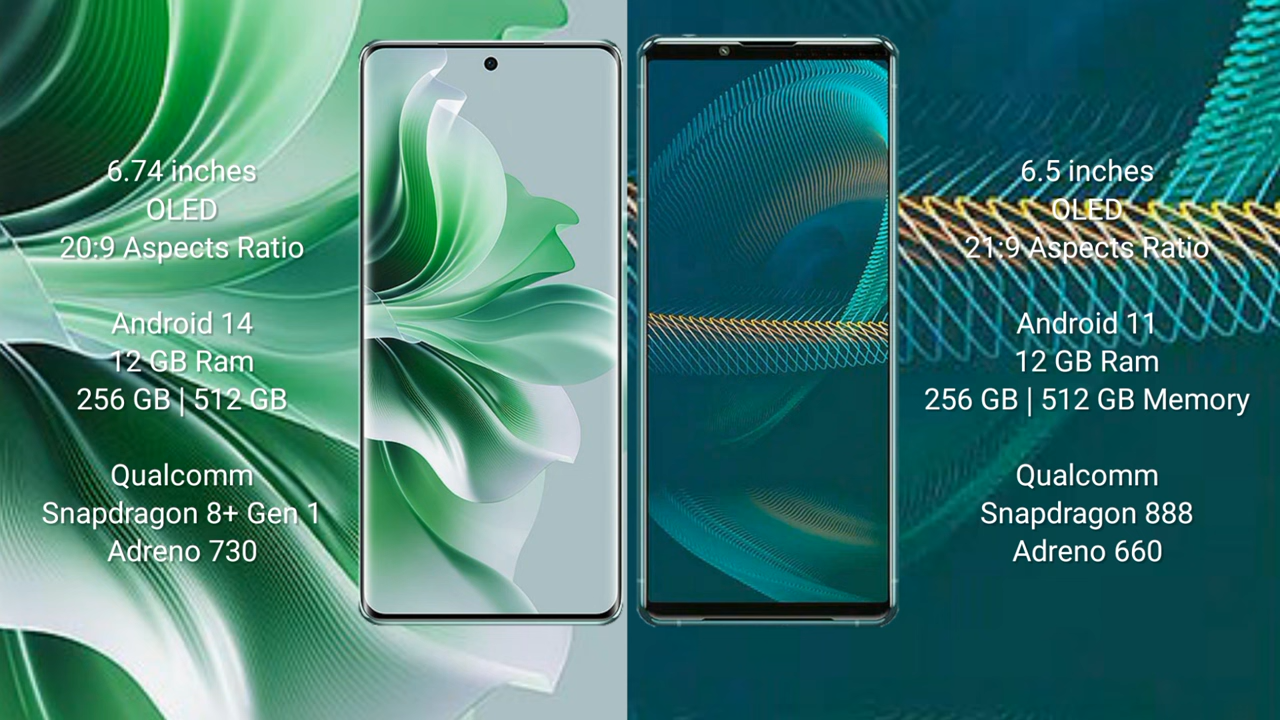 6.74 inches
OLED
20:9 Aspects Ratio
Android 14
12 GB Ram
256 GB | 512 GB
Qualcomm
Snapdragon 8+ Gen 1
Adreno 730
6.5 inches
OLED
21:9 Aspects Ratio
Android 11
12 GB Ram
256 GB | 512 GB Memory
Qualcomm
Snapdragon 888
Adreno 660